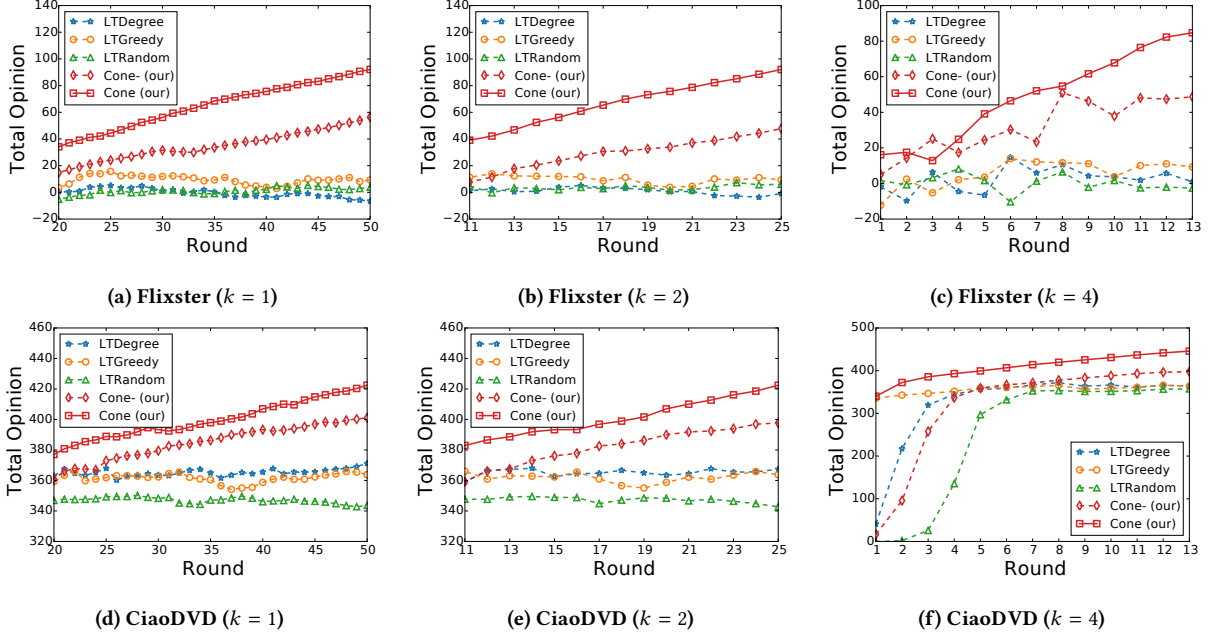 140
120
100
80
60
40
20
0
−20
Total Opinion
LTDegree
LTGreedy
LTRandom
Cone- (our)
Cone (our)
20 25 30 35 40 45 50
Round
(a) Flixster (k = 1)
140
120
100
80
60
40
20
0
−20
Total Opinion
LTDegree
LTGreedy
LTRandom
Cone- (our)
Cone (our)
11 13 15 17 19 21 23 25
Round
(b) Flixster (k = 2)
100
80
60
40
20
0
−20
Total Opinion
LTDegree
LTGreedy
LTRandom
Cone- (our)
Cone (our)
1 2 3 4 5 6 7 8 9 10 11 12 13
Round
(c) Flixster (k = 4)
460
440
420
400
380
360
340
320
Total Opinion
LTDegree
LTGreedy
LTRandom
Cone- (our)
Cone (our)
20 25 30 35 40 45 50
Round
(d) CiaoDVD (k = 1)
460
440
420
400
380
360
340
320
Total Opinion
LTDegree
LTGreedy
LTRandom
Cone- (our)
Cone (our)
11 13 15 17 19 21 23 25
Round
(e) CiaoDVD (k = 2)
500
400
300
200
100
0
Total Opinion
LTDegree
LTGreedy
LTRandom
Cone- (our)
Cone (our)
1 2 3 4 5 6 7 8 9 10 11 12 13
Round
(f) CiaoDVD (k = 4)